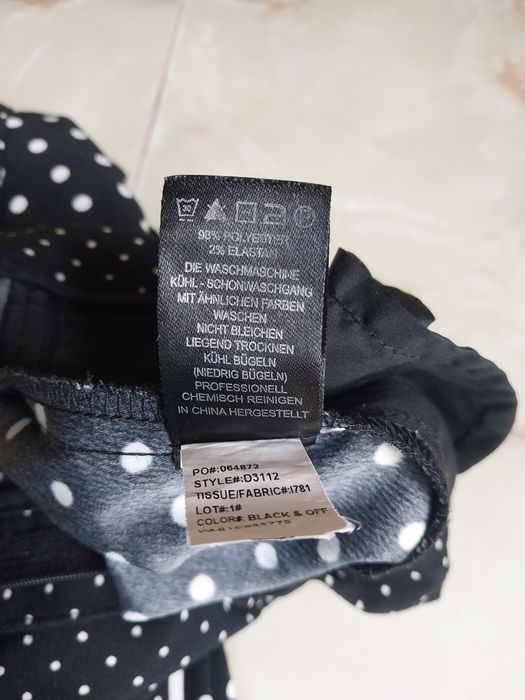 30
98% POLYESTER
2% ELASTAN
DIE WASCHMASCHINE
KÜHL - SCHONWASCHGANG
MIT ÄHNLICHEN FARBEN
WASCHEN
NICHT BLEICHEN
LIEGEND TROCKNEN
KÜHL BÜGELN
(NIEDRIG BÜGELN)
PROFESSIONELL
CHEMISCH REINIGEN
IN CHINA HERGESTELLT
PO#:064872
STYLE#:D3112
TISSUE/FABRIC#:I781
LOT#:1#
COLOR#: BLACK & OFF